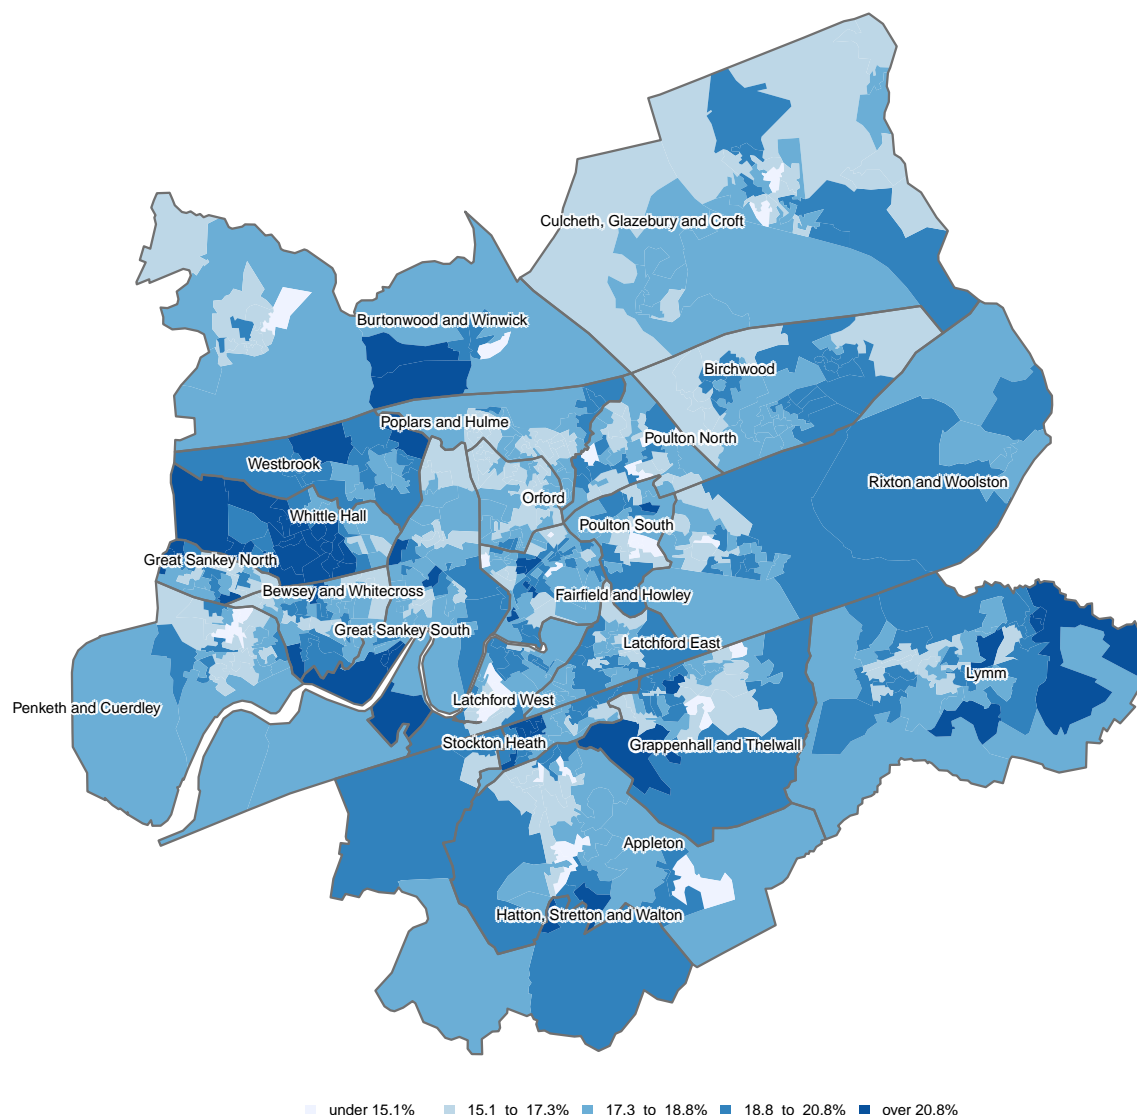 Culcheth, Glazebury and Croft
Burtonwood and Winwick
Birchwood
Poplars and Hulme
Poulton North
Westbrook
Rixton and Woolston
Orford
Whittle Hall
Poulton South
Great Sankey North
Bewsey and Whitecross
Fairfield and Howley
Great Sankey South
Latchford East
Lymm
Latchford West
Penketh and Cuerdley
Stockton Heath
Grappenhall and Thelwall
Appleton
Hatton, Stretton and Walton
under 15.1% 15.1 to 17.3% 17.3 to 18.8% 18.8 to 20.8% over 20.8%